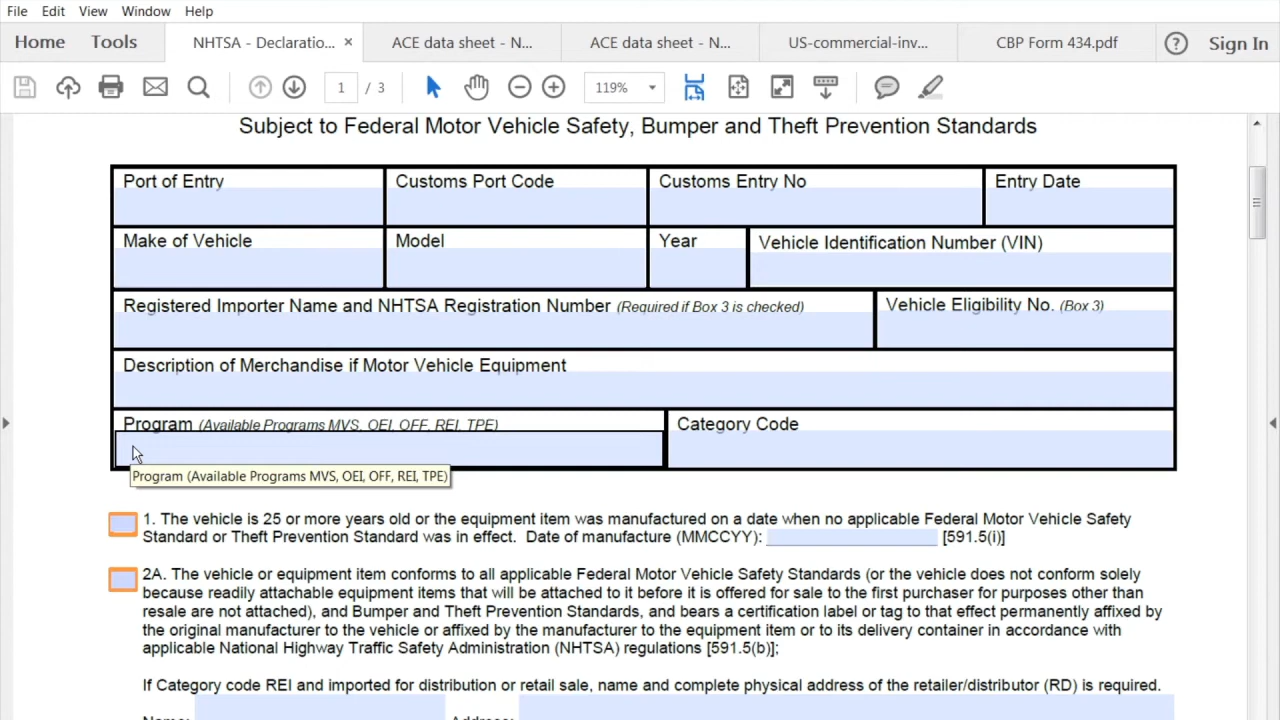 File Edit View Window Help
Home Tools NHTSA - Declaratio... × ACE data sheet - N... ACE data sheet - N... US-commercial-inv... CBP Form 434.pdf ? Sign In
1 / 3 119%
Subject to Federal Motor Vehicle Safety, Bumper and Theft Prevention Standards
Port of Entry Customs Port Code Customs Entry No Entry Date
Make of Vehicle Model Year Vehicle Identification Number (VIN)
Registered Importer Name and NHTSA Registration Number (Required if Box 3 is checked) Vehicle Eligibility No. (Box 3)
Description of Merchandise if Motor Vehicle Equipment
Program (Available Programs MVS, OEI, OFF, REI, TPE) Category Code
Program (Available Programs MVS, OEI, OFF, REI, TPE)
1. The vehicle is 25 or more years old or the equipment item was manufactured on a date when no applicable Federal Motor Vehicle Safety
Standard or Theft Prevention Standard was in effect. Date of manufacture (MMCCYY): [591.5(i)]
2A. The vehicle or equipment item conforms to all applicable Federal Motor Vehicle Safety Standards (or the vehicle does not conform solely
because readily attachable equipment items that will be attached to it before it is offered for sale to the first purchaser for purposes other than
resale are not attached), and Bumper and Theft Prevention Standards, and bears a certification label or tag to that effect permanently affixed by
the original manufacturer to the vehicle or affixed by the manufacturer to the equipment item or to its delivery container in accordance with
applicable National Highway Traffic Safety Administration (NHTSA) regulations [591.5(b)];
If Category code REI and imported for distribution or retail sale, name and complete physical address of the retailer/distributor (RD) is required.
Name: Address: